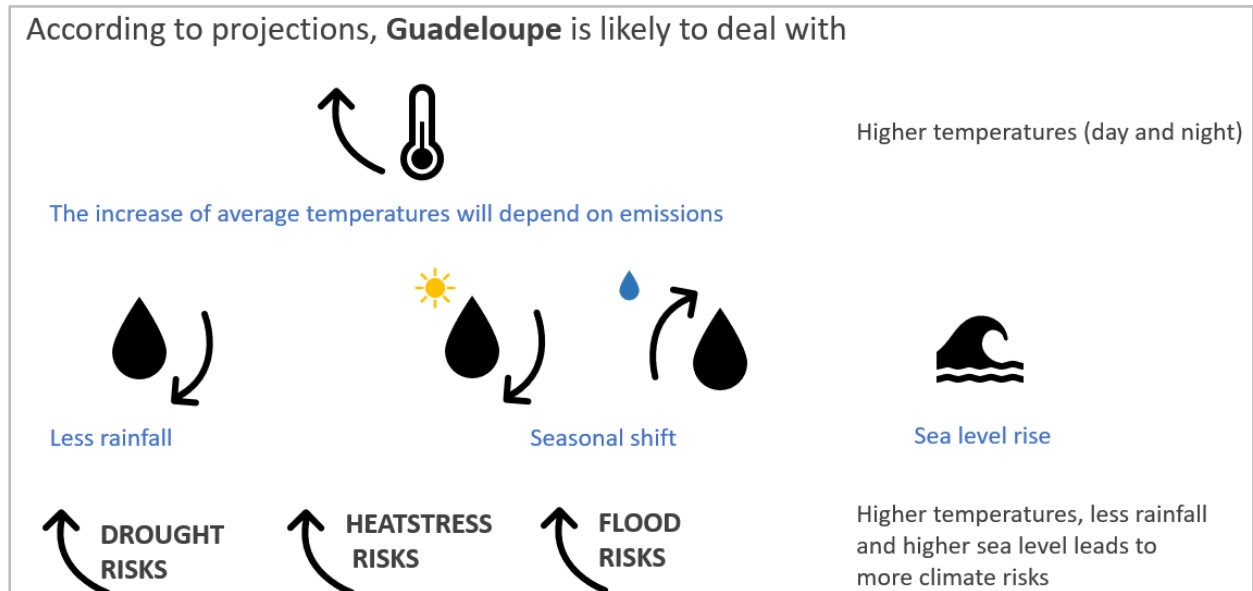 According to projections, Guadeloupe is likely to deal with
Higher temperatures (day and night)
The increase of average temperatures will depend on emissions
Less rainfall
Seasonal shift
Sea level rise
DROUGHT
RISKS
HEATSTRESS
RISKS
FLOOD
RISKS
Higher temperatures, less rainfall
and higher sea level leads to
more climate risks